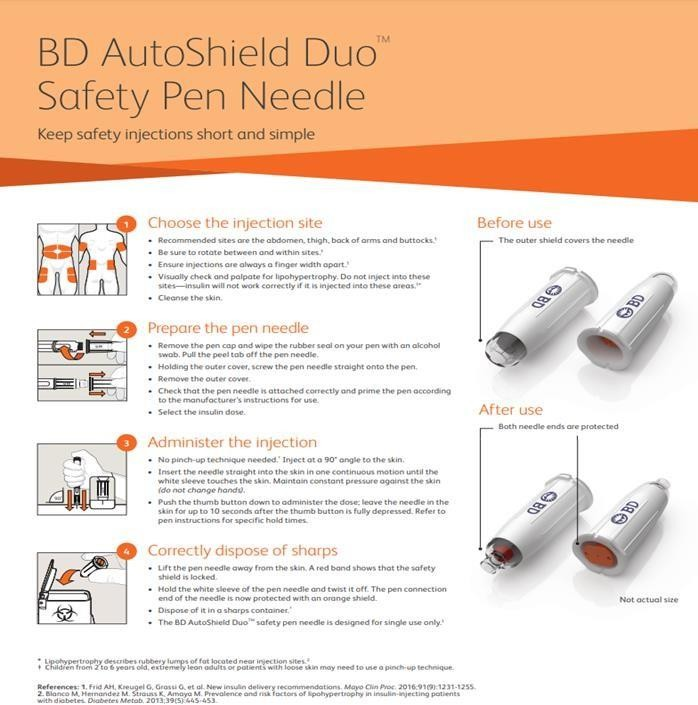 BD AutoShield Duo™
Safety Pen Needle
Keep safety injections short and simple
1
Choose the injection site
• Recommended sites are the abdomen, thigh, back of arms and buttocks.¹
• Be sure to rotate between and within sites.¹
• Ensure injections are always a finger width apart.¹
• Visually check and palpate for lipohypertrophy. Do not inject into these
sites—insulin will not work correctly if it is injected into these areas.¹*
• Cleanse the skin.
2
Prepare the pen needle
• Remove the pen cap and wipe the rubber seal on your pen with an alcohol
swab. Pull the peel tab off the pen needle.
• Holding the outer cover, screw the pen needle straight onto the pen.
• Remove the outer cover.
• Check that the pen needle is attached correctly and prime the pen according
to the manufacturer's instructions for use.
• Select the insulin dose.
3
90°
Administer the injection
• No pinch-up technique needed.† Inject at a 90° angle to the skin.
• Insert the needle straight into the skin in one continuous motion until the
white sleeve touches the skin. Maintain constant pressure against the skin
(do not change hands).
• Push the thumb button down to administer the dose; leave the needle in the
skin for up to 10 seconds after the thumb button is fully depressed. Refer to
pen instructions for specific hold times.
4
Correctly dispose of sharps
• Lift the pen needle away from the skin. A red band shows that the safety
shield is locked.
• Hold the white sleeve of the pen needle and twist it off. The pen connection
end of the needle is now protected with an orange shield.
• Dispose of it in a sharps container.
• The BD AutoShield Duo™ safety pen needle is designed for single use only.¹
Before use
The outer shield covers the needle
BD
BD
After use
Both needle ends are protected
BD
BD
Not actual size
* Lipohypertrophy describes rubbery lumps of fat located near injection sites.²
† Children from 2 to 6 years old, extremely lean adults or patients with loose skin may need to use a pinch-up technique.
References: 1. Frid AH, Kreugel G, Grassi G, et al. New insulin delivery recommendations. Mayo Clin Proc. 2016;91(9):1231-1255.
2. Blanco M, Hernandez M. Strauss K, Amaya M. Prevalence and risk factors of lipohypertrophy in insulin-injecting patients
with diabetes. Diabetes Metab. 2013;39(5):445-453.